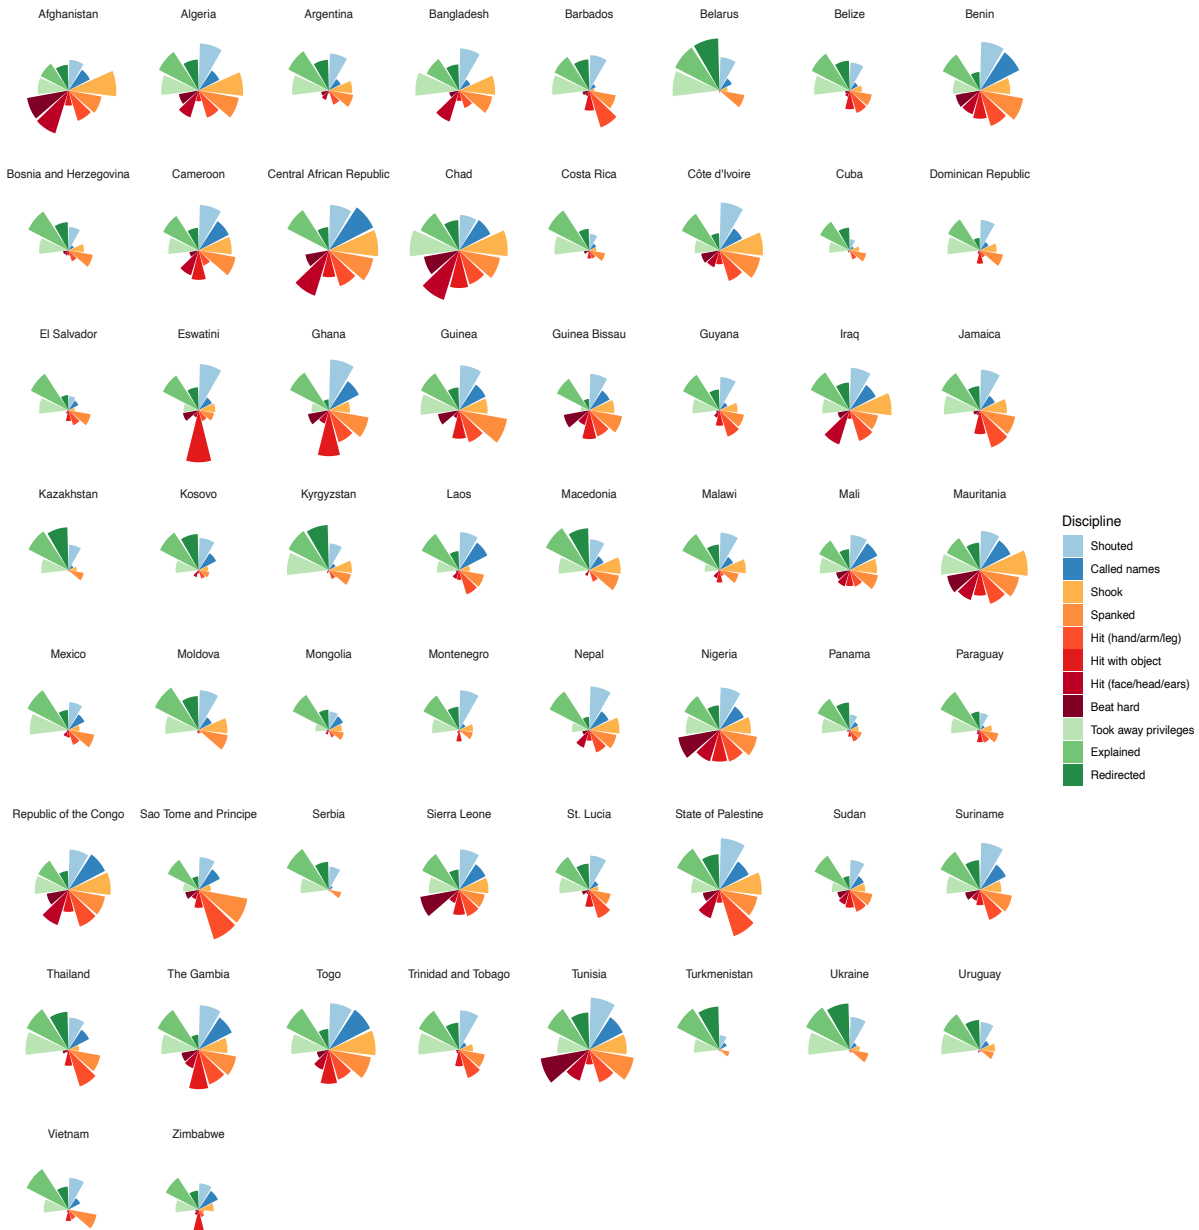 Afghanistan
Algeria
Argentina
Bangladesh
Barbados
Belarus
Belize
Benin
Bosnia and Herzegovina
Cameroon
Central African Republic
Chad
Costa Rica
Côte d'Ivoire
Cuba
Dominican Republic
El Salvador
Eswatini
Ghana
Guinea
Guinea Bissau
Guyana
Iraq
Jamaica
Kazakhstan
Kosovo
Kyrgyzstan
Laos
Macedonia
Malawi
Mali
Mauritania
Mexico
Moldova
Mongolia
Montenegro
Nepal
Nigeria
Panama
Paraguay
Republic of the Congo
Sao Tome and Principe
Serbia
Sierra Leone
St. Lucia
State of Palestine
Sudan
Suriname
Thailand
The Gambia
Togo
Trinidad and Tobago
Tunisia
Turkmenistan
Ukraine
Uruguay
Vietnam
Zimbabwe
Discipline
Shouted
Called names
Shook
Spanked
Hit (hand/arm/leg)
Hit with object
Hit (face/head/ears)
Beat hard
Took away privileges
Explained
Redirected